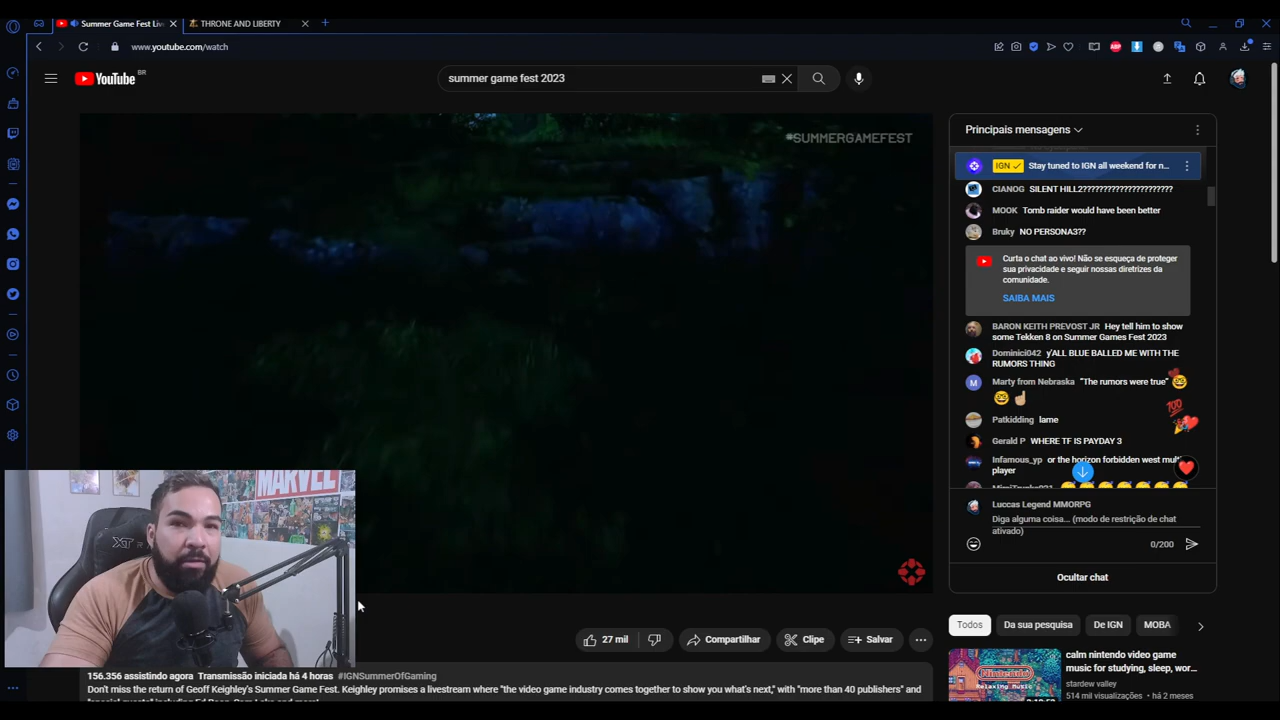 Summer Game Fest Liv
THRONE AND LIBERTY
www.youtube.com/watch
YouTube BR
summer game fest 2023
#SUMMERGAMEFEST
Principais mensagens
IGN Stay tuned to IGN all weekend for n...
CIANOG SILENT HILL2??????????????????????
MOOK Tomb raider would have been better
Bruky NO PERSONA3??
Curta o chat ao vivo! Não se esqueça de proteger
sua privacidade e seguir nossas diretrizes da
comunidade.
SAIBA MAIS
BARON KEITH PREVOST JR Hey tell him to show
some Tekken 8 on Summer Games Fest 2023
Dominici042 y'ALL BLUE BALLED ME WITH THE
RUMORS THING
Marty from Nebraska "The rumors were true"
Patkidding lame
Gerald P WHERE TF IS PAYDAY 3
Infamous_yp or the horizon forbidden west multi
player
Luccas Legend MMORPG
Diga alguma coisa... (modo de restrição de chat
ativado)
0/200
Ocultar chat
MARVEL
XT
27 mil
Compartilhar
Clipe
Salvar
Todos
Da sua pesquisa
De IGN
MOBA
156.356 assistindo agora Transmissão iniciada há 4 horas #IGNSummerOfGaming
Don't miss the return of Geoff Keighley's Summer Game Fest. Keighley promises a livestream where "the video game industry comes together to show you what's next," with "more than 40 publishers" and
calm nintendo video game
music for studying, sleep, wor...
stardew valley
514 mil visualizações • há 2 meses
Relaxing Music